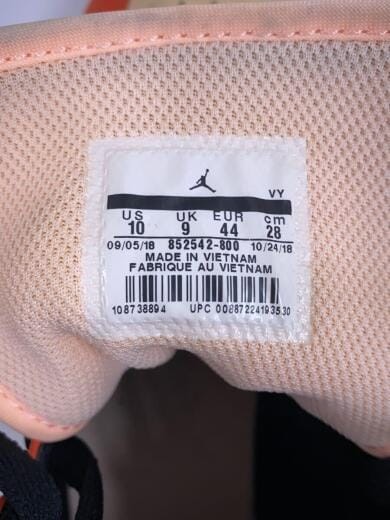 VY
US UK EUR cm
10 9 44 28
09/05/18 852542-800 10/24/18
MADE IN VIETNAM
FABRIQUE AU VIETNAM
108738894 UPC 00887224193530